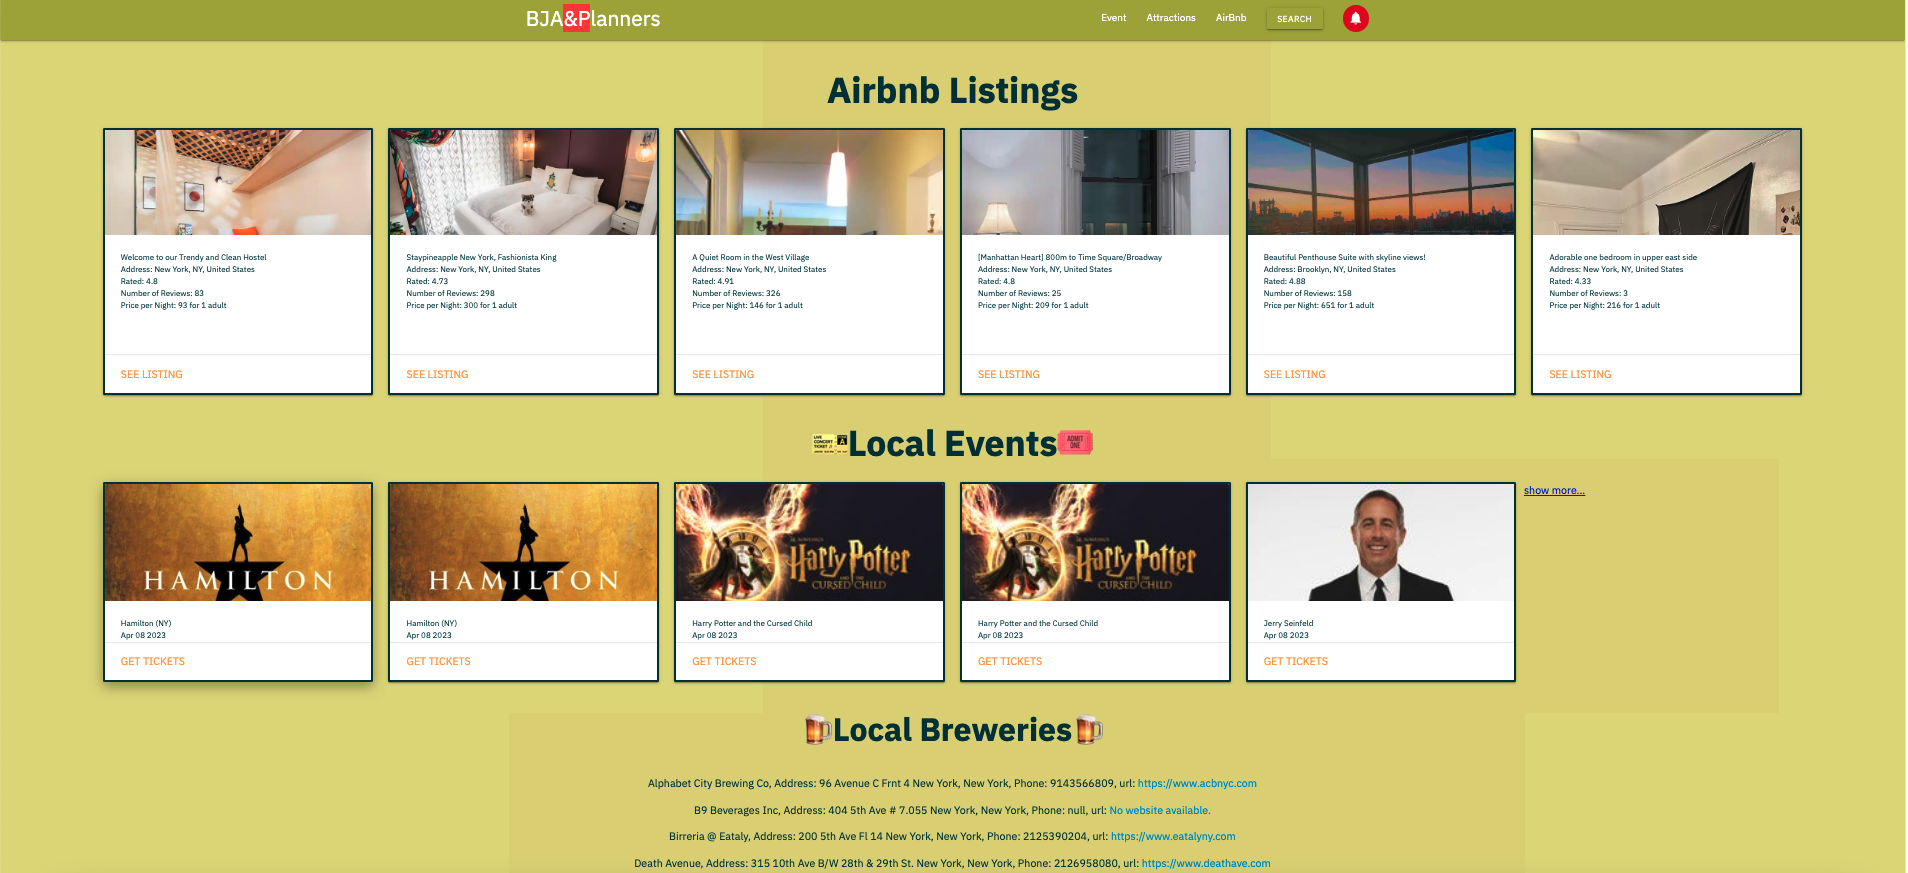 BJA&Planners
Event
Attractions
AirBnb
SEARCH
Airbnb Listings
Welcome to our Trendy and Clean Hostel
Address: New York, NY, United States
Rated: 4.8
Number of Reviews: 83
Price per Night: 93 for 1 adult
SEE LISTING
Staypineapple New York, Fashionista King
Address: New York, NY, United States
Rated: 4.73
Number of Reviews: 298
Price per Night: 300 for 1 adult
SEE LISTING
A Quiet Room in the West Village
Address: New York, NY, United States
Rated: 4.91
Number of Reviews: 326
Price per Night: 146 for 1 adult
SEE LISTING
[Manhattan Heart] 800m to Time Square/Broadway
Address: New York, NY, United States
Rated: 4.8
Number of Reviews: 25
Price per Night: 209 for 1 adult
SEE LISTING
Beautiful Penthouse Suite with skyline views!
Address: Brooklyn, NY, United States
Rated: 4.88
Number of Reviews: 158
Price per Night: 651 for 1 adult
SEE LISTING
Adorable one bedroom in upper east side
Address: New York, NY, United States
Rated: 4.33
Number of Reviews: 3
Price per Night: 216 for 1 adult
SEE LISTING
LIVE
CONCERT
TICKET
A
Local Events
ADMIT
ONE
HAMILTON
Hamilton (NY)
Apr 08 2023
GET TICKETS
HAMILTON
Hamilton (NY)
Apr 08 2023
GET TICKETS
Harry Potter
AND THE
CURSED CHILD
Harry Potter and the Cursed Child
Apr 08 2023
GET TICKETS
Harry Potter
AND THE
CURSED CHILD
Harry Potter and the Cursed Child
Apr 08 2023
GET TICKETS
Jerry Seinfeld
Apr 08 2023
GET TICKETS
show more...
Local Breweries
Alphabet City Brewing Co, Address: 96 Avenue C Frnt 4 New York, New York, Phone: 9143566809, url: https://www.acbnyc.com
B9 Beverages Inc, Address: 404 5th Ave # 7.055 New York, New York, Phone: null, url: No website available.
Birreria @ Eataly, Address: 200 5th Ave Fl 14 New York, New York, Phone: 2125390204, url: https://www.eatalyny.com
Death Avenue, Address: 315 10th Ave B/W 28th & 29th St. New York, New York, Phone: 2126958080, url: https://www.deathave.com